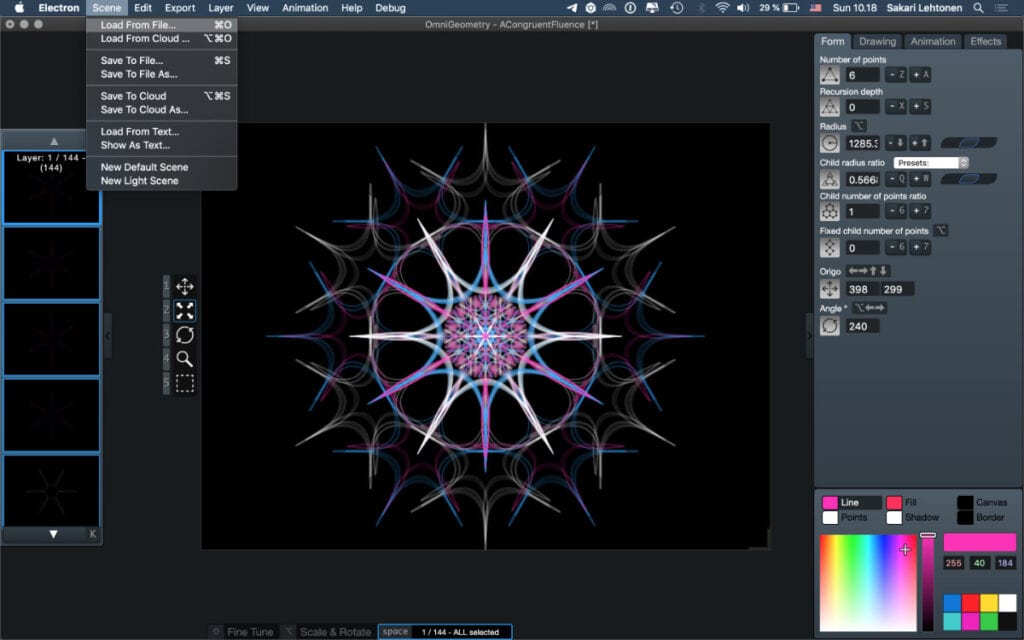 Electron Scene Edit Export Layer View Animation Help Debug 29 % Sun 10.18 Sakari Lehtonen
OmniGeometry - ACongruentFluence [*]
Load From File... ⌘O
Load From Cloud ... ⌥⌘O
Save To File... ⌘S
Save To File As...
Save To Cloud ⌥⌘S
Save To Cloud As...
Load From Text...
Show As Text...
New Default Scene
New Light Scene
Layer: 1 / 144 -
(144)
K
1
2
3
4
5
Form Drawing Animation Effects
Number of points
6 - Z + A
Recursion depth
0 - X + S
Radius ⌥
1285. - ⬇ + ⬆
Child radius ratio Presets:
0.566 - Q + W
Child number of points ratio
1 - 6 + 7
Fixed child number of points ⌥
0 - 6 + 7
Origo ⬅➡⬆⬇
398 299
Angle ° ⌥⬅➡
240
Line Fill Canvas
Points Shadow Border
255 40 184
⇧ Fine Tune ⌥ Scale & Rotate space 1 / 144 - ALL selected